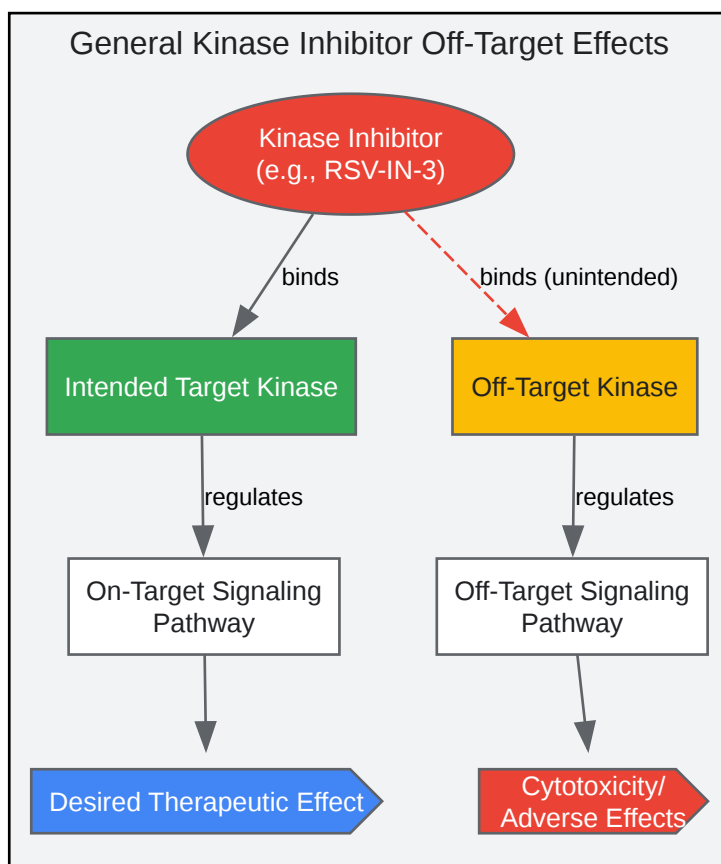 General Kinase Inhibitor Off-Target Effects
Kinase Inhibitor
(e.g., RSV-IN-3)
binds
binds (unintended)
Intended Target Kinase
Off-Target Kinase
regulates
regulates
On-Target Signaling
Pathway
Off-Target Signaling
Pathway
Desired Therapeutic Effect
Cytotoxicity/
Adverse Effects